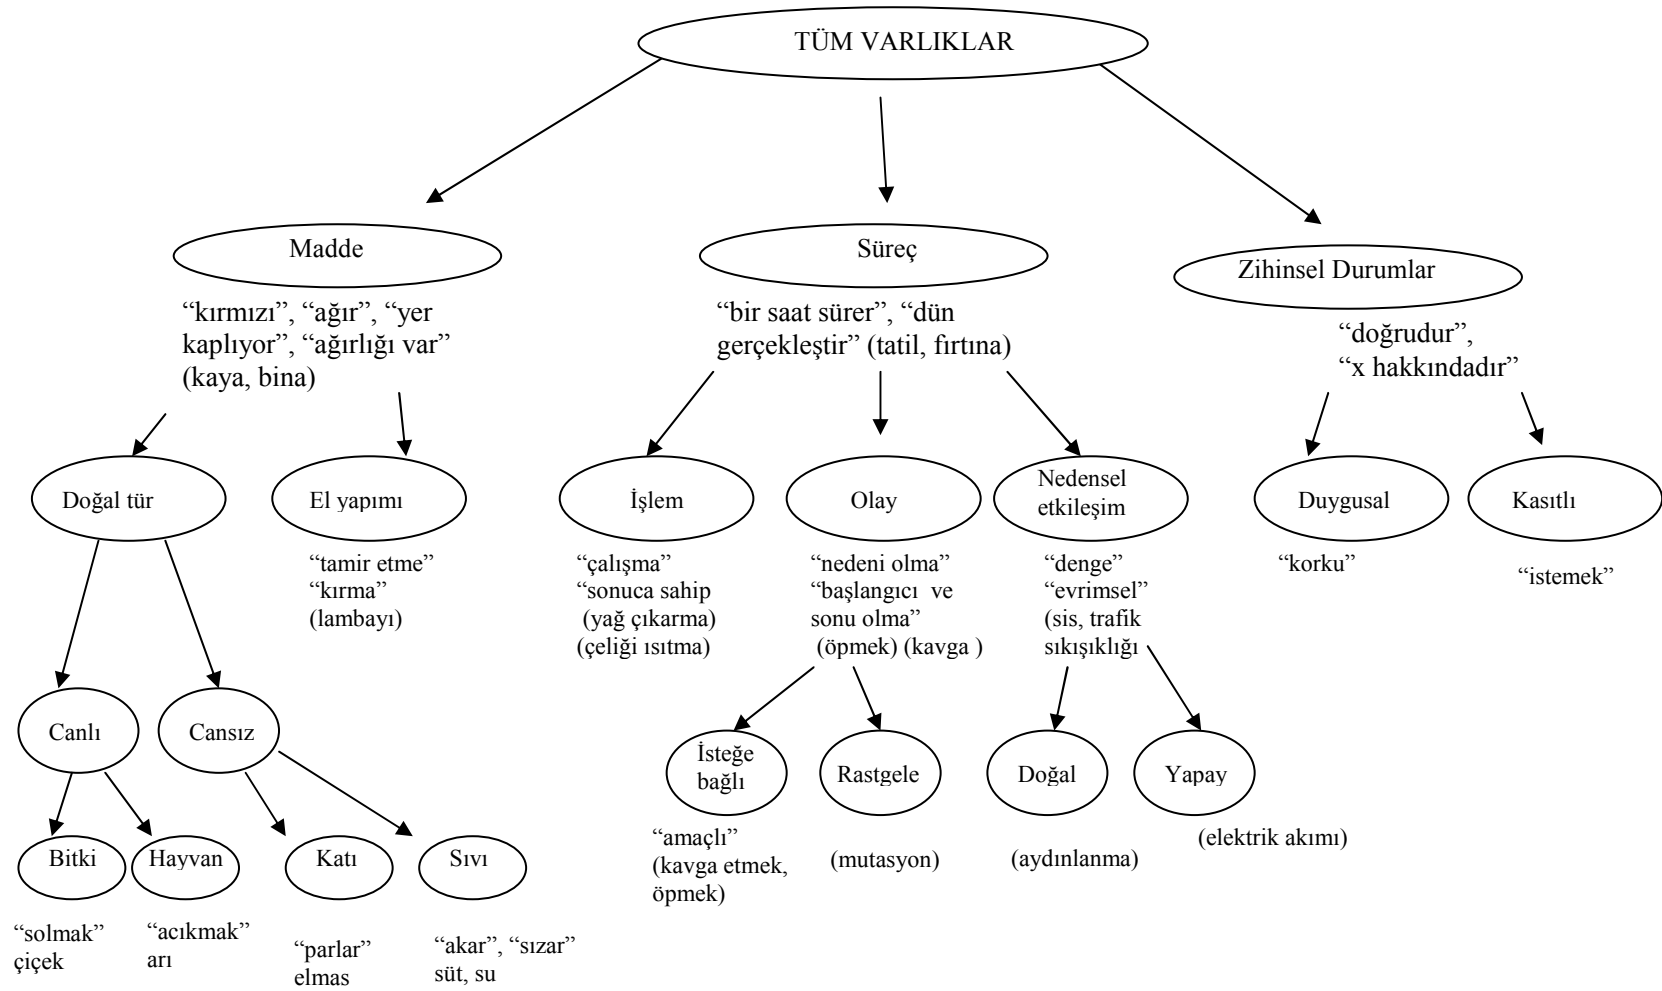 TÜM VARLIKLAR
Madde
Süreç
Zihinsel Durumlar
“kırmızı”, “ağır”, “yer
kaplıyor”, “ağırlığı var”
(kaya, bina)
“bir saat sürer”, “dün
gerçekleştir” (tatil, fırtına)
“doğrudur”,
“x hakkındadır”
Doğal tür
El yapımı
İşlem
Olay
Nedensel
etkileşim
Duygusal
Kasıtlı
“tamir etme”
“kırma”
(lambayı)
“çalışma”
“sonuca sahip
(yağ çıkarma)
(çeliği ısıtma)
“nedeni olma”
“başlangıcı ve
sonu olma”
(öpmek) (kavga )
“denge”
“evrimsel”
(sis, trafik
sıkışıklığı
“korku”
“istemek”
Canlı
Cansız
İsteğe
bağlı
Rastgele
Doğal
Yapay
“amaçlı”
(kavga etmek,
öpmek)
(mutasyon)
(aydınlanma)
(elektrik akımı)
Bitki
Hayvan
Katı
Sıvı
“solmak”
çiçek
“acıkmak”
arı
“parlar”
elmas
“akar”, “sızar”
süt, su